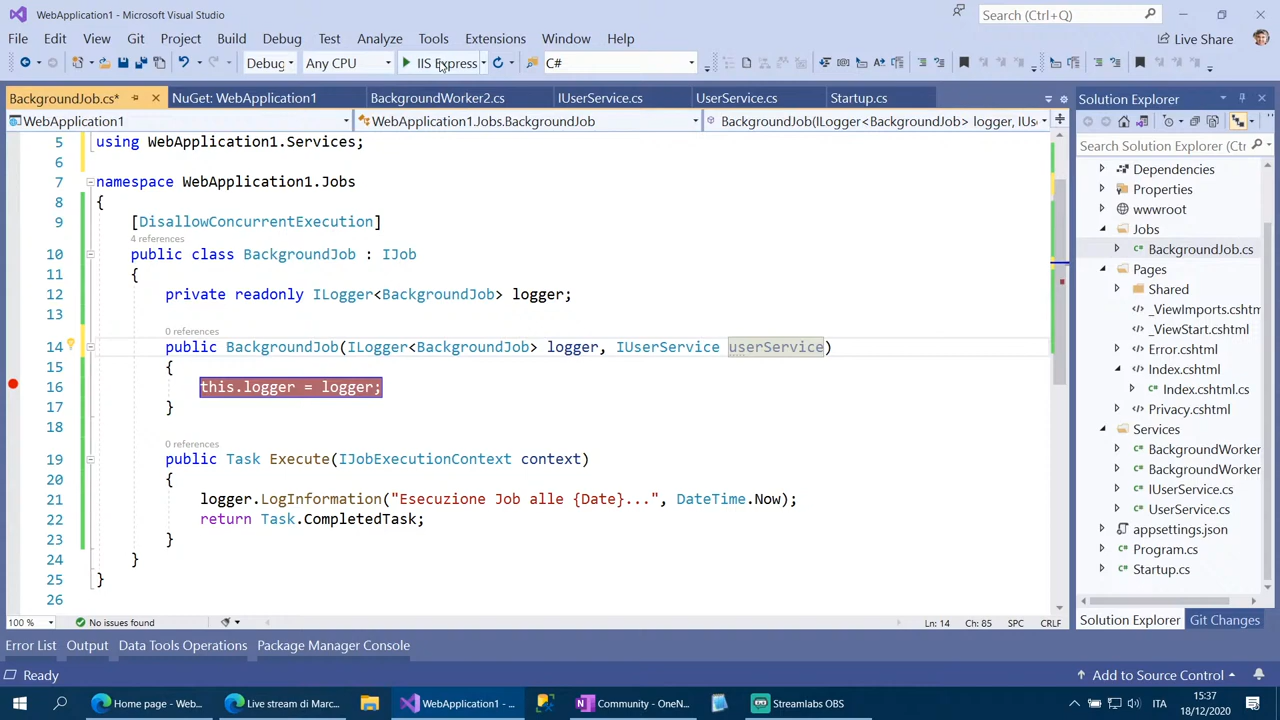 WebApplication1 - Microsoft Visual Studio
Search (Ctrl+Q)
File Edit View Git Project Build Debug Test Analyze Tools Extensions Window Help
Live Share
Debug Any CPU IIS Express C#
BackgroundJob.cs* NuGet: WebApplication1 BackgroundWorker2.cs IUserService.cs UserService.cs Startup.cs
WebApplication1 WebApplication1.Jobs.BackgroundJob BackgroundJob(ILogger<BackgroundJob> logger, IUse
5 using WebApplication1.Services;
6
7 namespace WebApplication1.Jobs
8 {
9 [DisallowConcurrentExecution]
4 references
10 public class BackgroundJob : IJob
11 {
12 private readonly ILogger<BackgroundJob> logger;
13
0 references
14 public BackgroundJob(ILogger<BackgroundJob> logger, IUserService userService)
15 {
16 this.logger = logger;
17 }
18
0 references
19 public Task Execute(IJobExecutionContext context)
20 {
21 logger.LogInformation("Esecuzione Job alle {Date}...", DateTime.Now);
22 return Task.CompletedTask;
23 }
24 }
25 }
26
100 % No issues found Ln: 14 Ch: 85 SPC CRLF
Solution Explorer
Search Solution Explorer (Ctrl
Dependencies
Properties
wwwroot
Jobs
BackgroundJob.cs
Pages
Shared
_ViewImports.cshtm
_ViewStart.cshtml
Error.cshtml
Index.cshtml
Index.cshtml.cs
Privacy.cshtml
Services
BackgroundWorker
BackgroundWorker
IUserService.cs
UserService.cs
appsettings.json
Program.cs
Startup.cs
Solution Explorer Git Changes
Error List Output Data Tools Operations Package Manager Console
Ready Add to Source Control
Home page - Web... Live stream di Marc... WebApplication1 - ... Community - OneN... Streamlabs OBS
ITA
15:37
18/12/2020